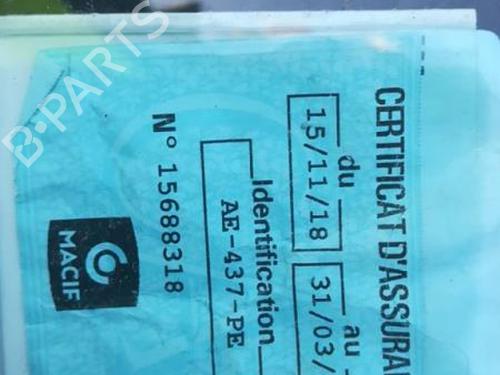 CERTIFICAT D'ASSURA
du
au
15/11/18
31/03/
Identification
AE-437-PE
N° 15688318
MACIF
B-PARTS